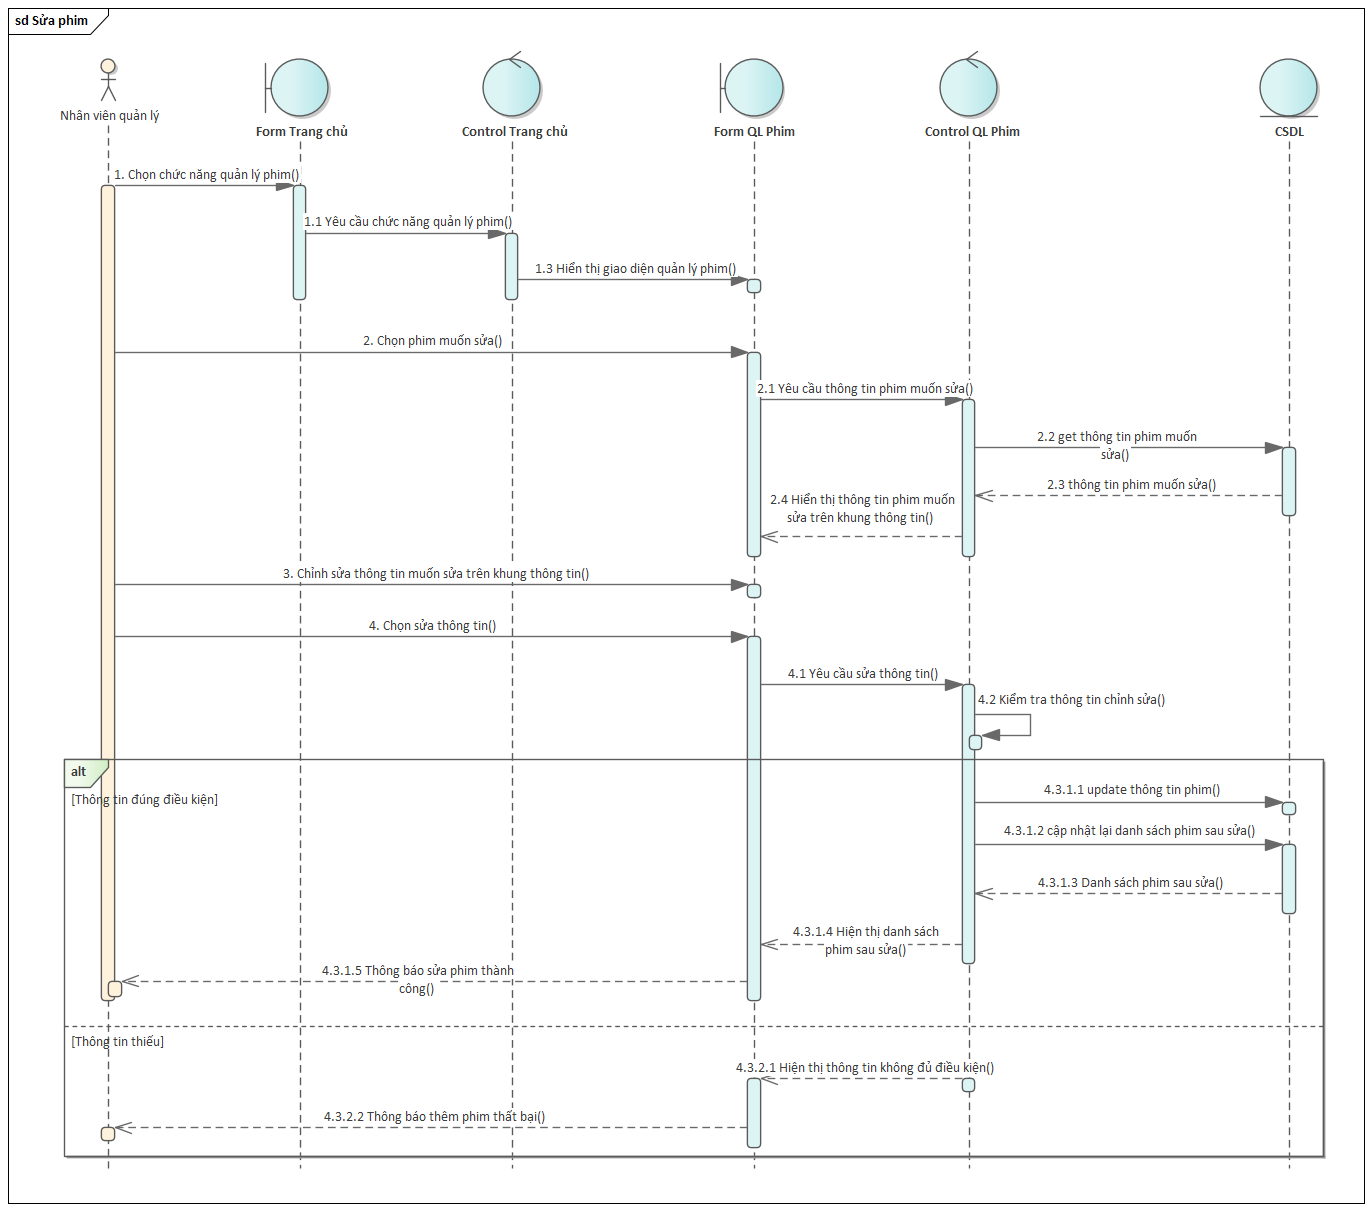 sd Sửa phim
Nhân viên quản lý
Form Trang chủ
Control Trang chủ
Form QL Phim
Control QL Phim
CSDL
1. Chọn chức năng quản lý phim()
1.1 Yêu cầu chức năng quản lý phim()
1.3 Hiển thị giao diện quản lý phim()
2. Chọn phim muốn sửa()
2.1 Yêu cầu thông tin phim muốn sửa()
2.2 get thông tin phim muốn
sửa()
2.3 thông tin phim muốn sửa()
2.4 Hiển thị thông tin phim muốn
sửa trên khung thông tin()
3. Chỉnh sửa thông tin muốn sửa trên khung thông tin()
4. Chọn sửa thông tin()
4.1 Yêu cầu sửa thông tin()
4.2 Kiểm tra thông tin chỉnh sửa()
alt
[Thông tin đúng điều kiện]
4.3.1.1 update thông tin phim()
4.3.1.2 cập nhật lại danh sách phim sau sửa()
4.3.1.3 Danh sách phim sau sửa()
4.3.1.4 Hiện thị danh sách
phim sau sửa()
4.3.1.5 Thông báo sửa phim thành
công()
[Thông tin thiếu]
4.3.2.1 Hiện thị thông tin không đủ điều kiện()
4.3.2.2 Thông báo thêm phim thất bại()